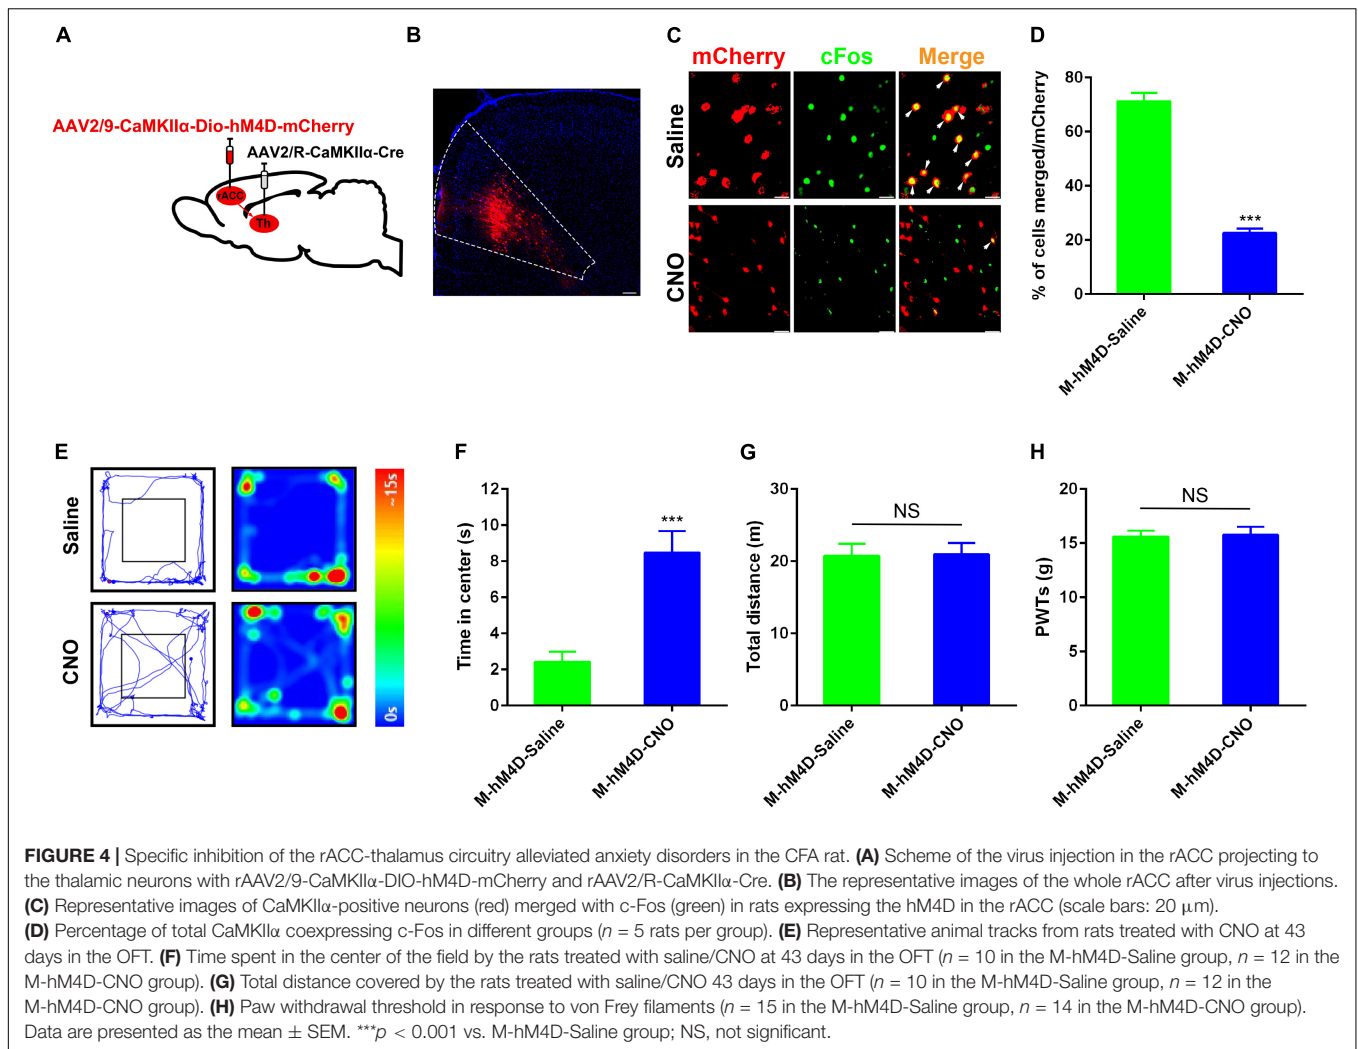 A
AAV2/9-CaMKIIα-Dio-hM4D-mCherry
AAV2/R-CaMKIIα-Cre
rACC
Th
B
C
mCherry cFos Merge
Saline
CNO
D
% of cells merged/mCherry
80
60
40
20
0
***
M-hM4D-Saline
M-hM4D-CNO
E
Saline
CNO
~15s
0s
F
Time in center (s)
12
10
8
6
4
2
0
***
M-hM4D-Saline
M-hM4D-CNO
G
Total distance (m)
30
20
10
0
NS
M-hM4D-Saline
M-hM4D-CNO
H
PWTs (g)
20
15
10
5
0
NS
M-hM4D-Saline
M-hM4D-CNO
FIGURE 4 | Specific inhibition of the rACC-thalamus circuitry alleviated anxiety disorders in the CFA rat. (A) Scheme of the virus injection in the rACC projecting to
the thalamic neurons with rAAV2/9-CaMKIIα-DIO-hM4D-mCherry and rAAV2/R-CaMKIIα-Cre. (B) The representative images of the whole rACC after virus injections.
(C) Representative images of CaMKIIα-positive neurons (red) merged with c-Fos (green) in rats expressing the hM4D in the rACC (scale bars: 20 μm).
(D) Percentage of total CaMKIIα coexpressing c-Fos in different groups (n = 5 rats per group). (E) Representative animal tracks from rats treated with CNO at 43
days in the OFT. (F) Time spent in the center of the field by the rats treated with saline/CNO at 43 days in the OFT (n = 10 in the M-hM4D-Saline group, n = 12 in the
M-hM4D-CNO group). (G) Total distance covered by the rats treated with saline/CNO 43 days in the OFT (n = 10 in the M-hM4D-Saline group, n = 12 in the
M-hM4D-CNO group). (H) Paw withdrawal threshold in response to von Frey filaments (n = 15 in the M-hM4D-Saline group, n = 14 in the M-hM4D-CNO group).
Data are presented as the mean ± SEM. ***p < 0.001 vs. M-hM4D-Saline group; NS, not significant.